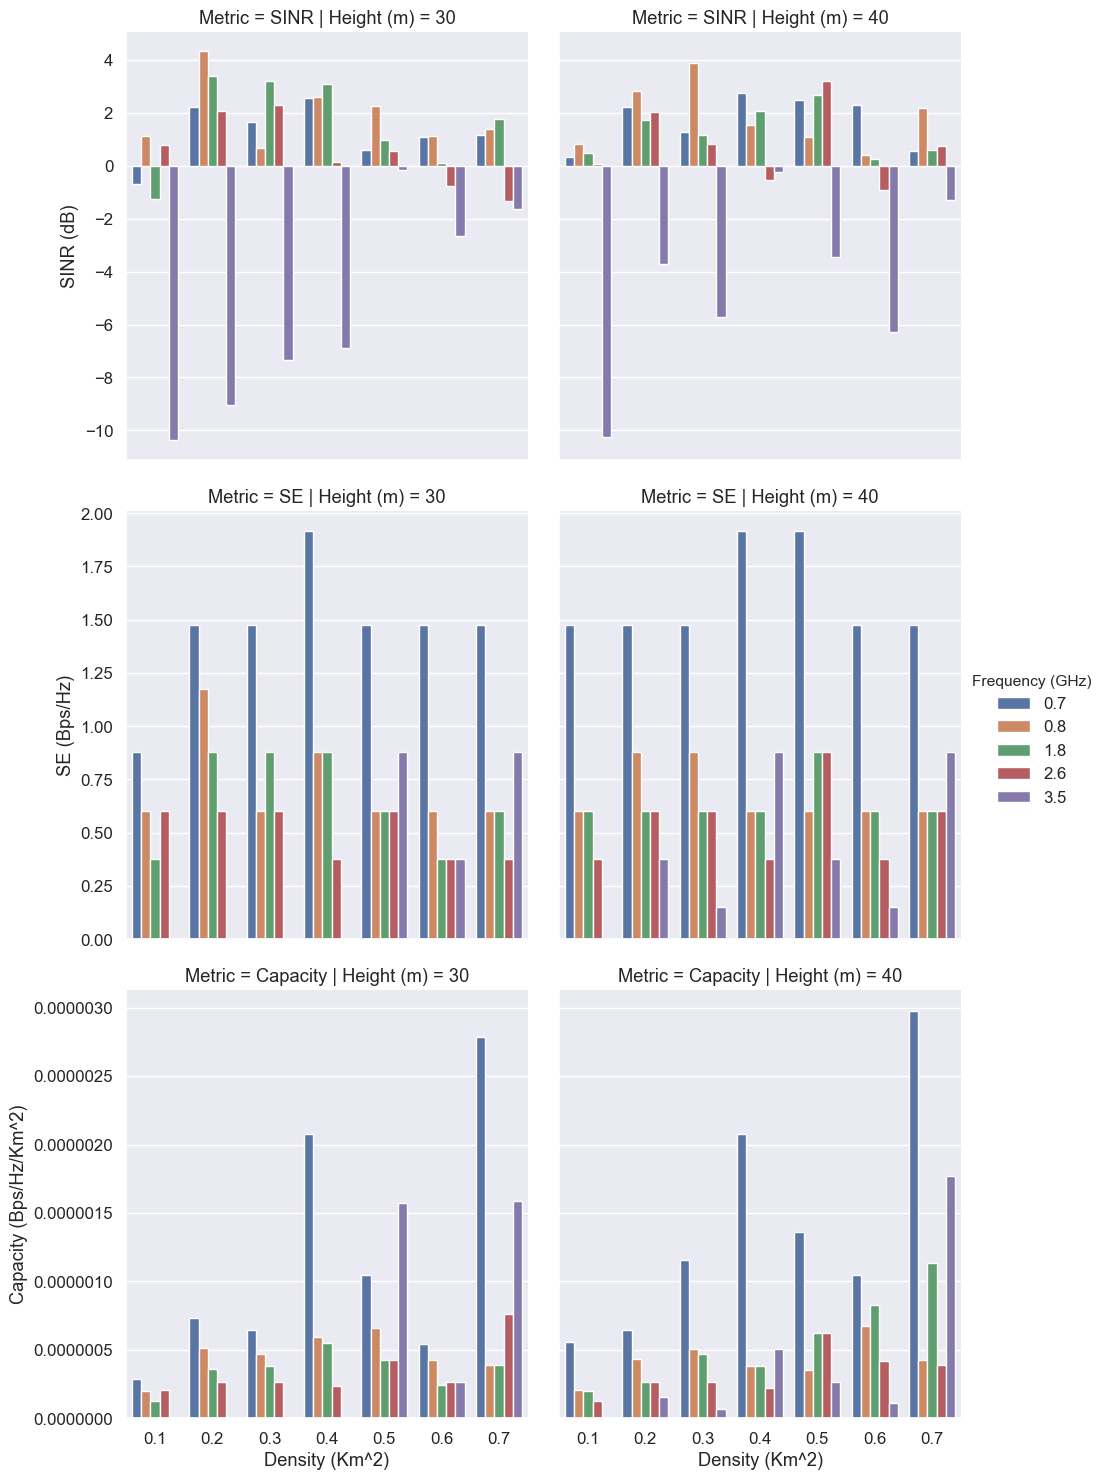 Metric = SINR | Height (m) = 30
Metric = SINR | Height (m) = 40
4
2
0
−2
−4
−6
−8
−10
SINR (dB)
Metric = SE | Height (m) = 30
Metric = SE | Height (m) = 40
2.00
1.75
1.50
1.25
1.00
0.75
0.50
0.25
0.00
SE (Bps/Hz)
Frequency (GHz)
0.7
0.8
1.8
2.6
3.5
Metric = Capacity | Height (m) = 30
Metric = Capacity | Height (m) = 40
0.0000030
0.0000025
0.0000020
0.0000015
0.0000010
0.0000005
0.0000000
Capacity (Bps/Hz/Km^2)
0.1 0.2 0.3 0.4 0.5 0.6 0.7
0.1 0.2 0.3 0.4 0.5 0.6 0.7
Density (Km^2)
Density (Km^2)